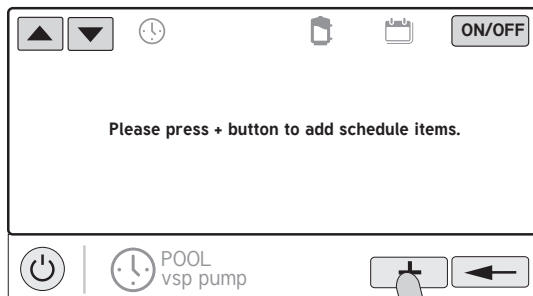 ON/OFF
Please press + button to add schedule items.
POOL
vsp pump
+